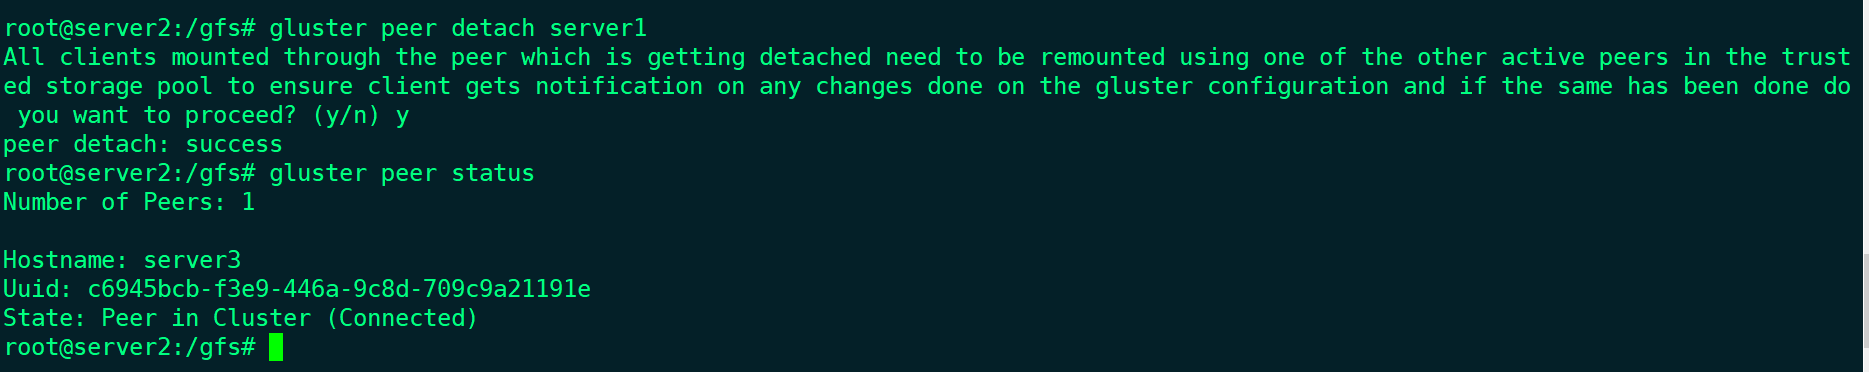 root@server2:/gfs# gluster peer detach server1
All clients mounted through the peer which is getting detached need to be remounted using one of the other active peers in the trust
ed storage pool to ensure client gets notification on any changes done on the gluster configuration and if the same has been done do
 you want to proceed? (y/n) y
peer detach: success
root@server2:/gfs# gluster peer status
Number of Peers: 1

Hostname: server3
Uuid: c6945bcb-f3e9-446a-9c8d-709c9a21191e
State: Peer in Cluster (Connected)
root@server2:/gfs#